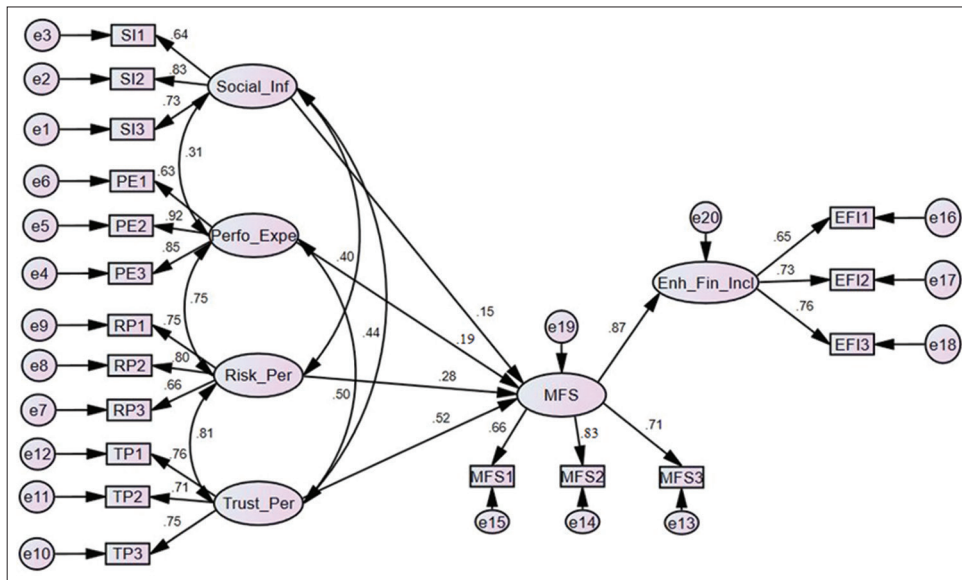 e3 SI1 .64
e2 SI2 .83 Social_Inf
e1 SI3 .73
.31
e6 PE1 .63
e5 PE2 .92 Perfo_Expe
e4 PE3 .85
.40
.75
.15
.19
.44
e9 RP1 .75
e8 RP2 .80 Risk_Per .28
e7 RP3 .66
.50
.52
.81
e12 TP1 .76
e11 TP2 .71 Trust_Per
e10 TP3 .75
e19
MFS
.87
.66 .83 .71
MFS1 MFS2 MFS3
e15 e14 e13
e20
Enh_Fin_Incl
.65 EFI1 e16
.73 EFI2 e17
.76 EFI3 e18